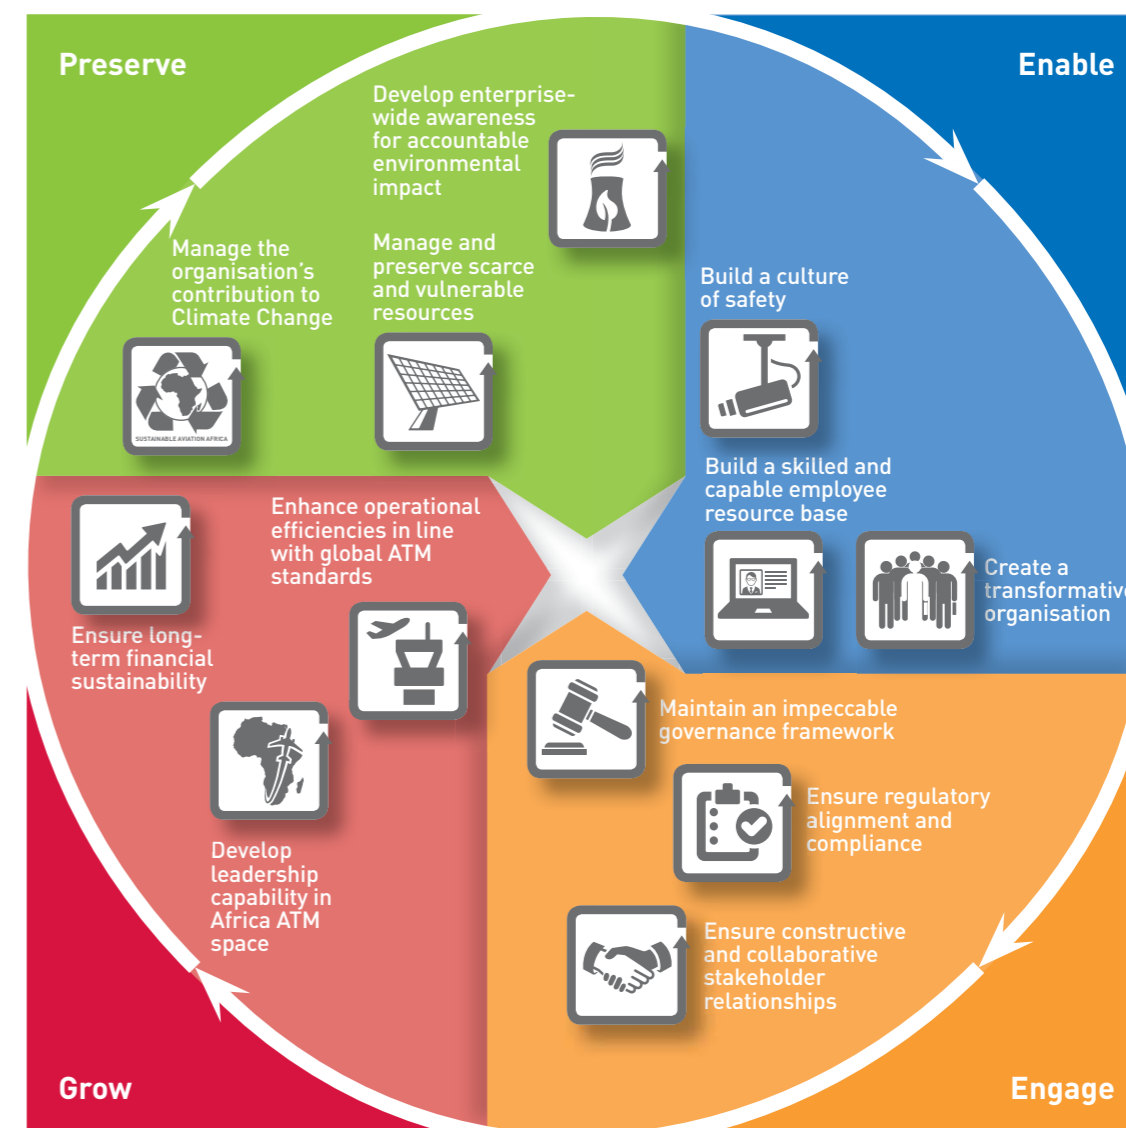 Preserve
Enable
Develop enterprise-
wide awareness
for accountable
environmental
impact
Manage the
organisation's
contribution to
Climate Change
Manage and
preserve scarce
and vulnerable
resources
SUSTAINABLE AVIATION AFRICA
Build a culture
of safety
Build a skilled and
capable employee
resource base
Create a
transformative
organisation
Enhance operational
efficiencies in line
with global ATM
standards
Ensure long-
term financial
sustainability
Develop
leadership
capability in
Africa ATM
space
Maintain an impeccable
governance framework
Ensure regulatory
alignment and
compliance
Ensure constructive
and collaborative
stakeholder
relationships
Grow
Engage